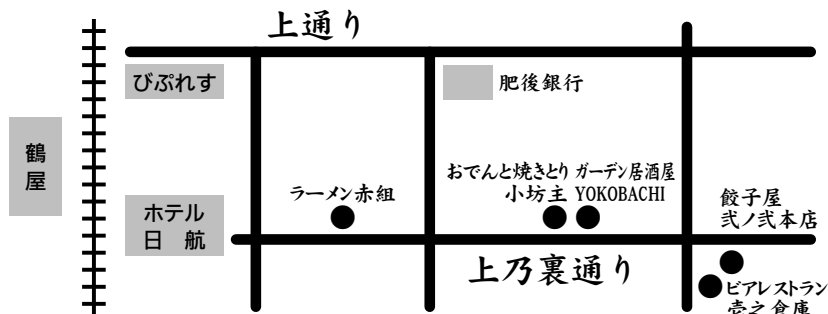 上通り
びぷれす
肥後銀行
鶴屋
おでんと焼きとり ガーデン居酒屋
小坊主 YOKOBACHI
ラーメン赤組
餃子屋
弐ノ弐本店
ホテル
日 航
上乃裏通り
ビアレストラン
壱之倉庫